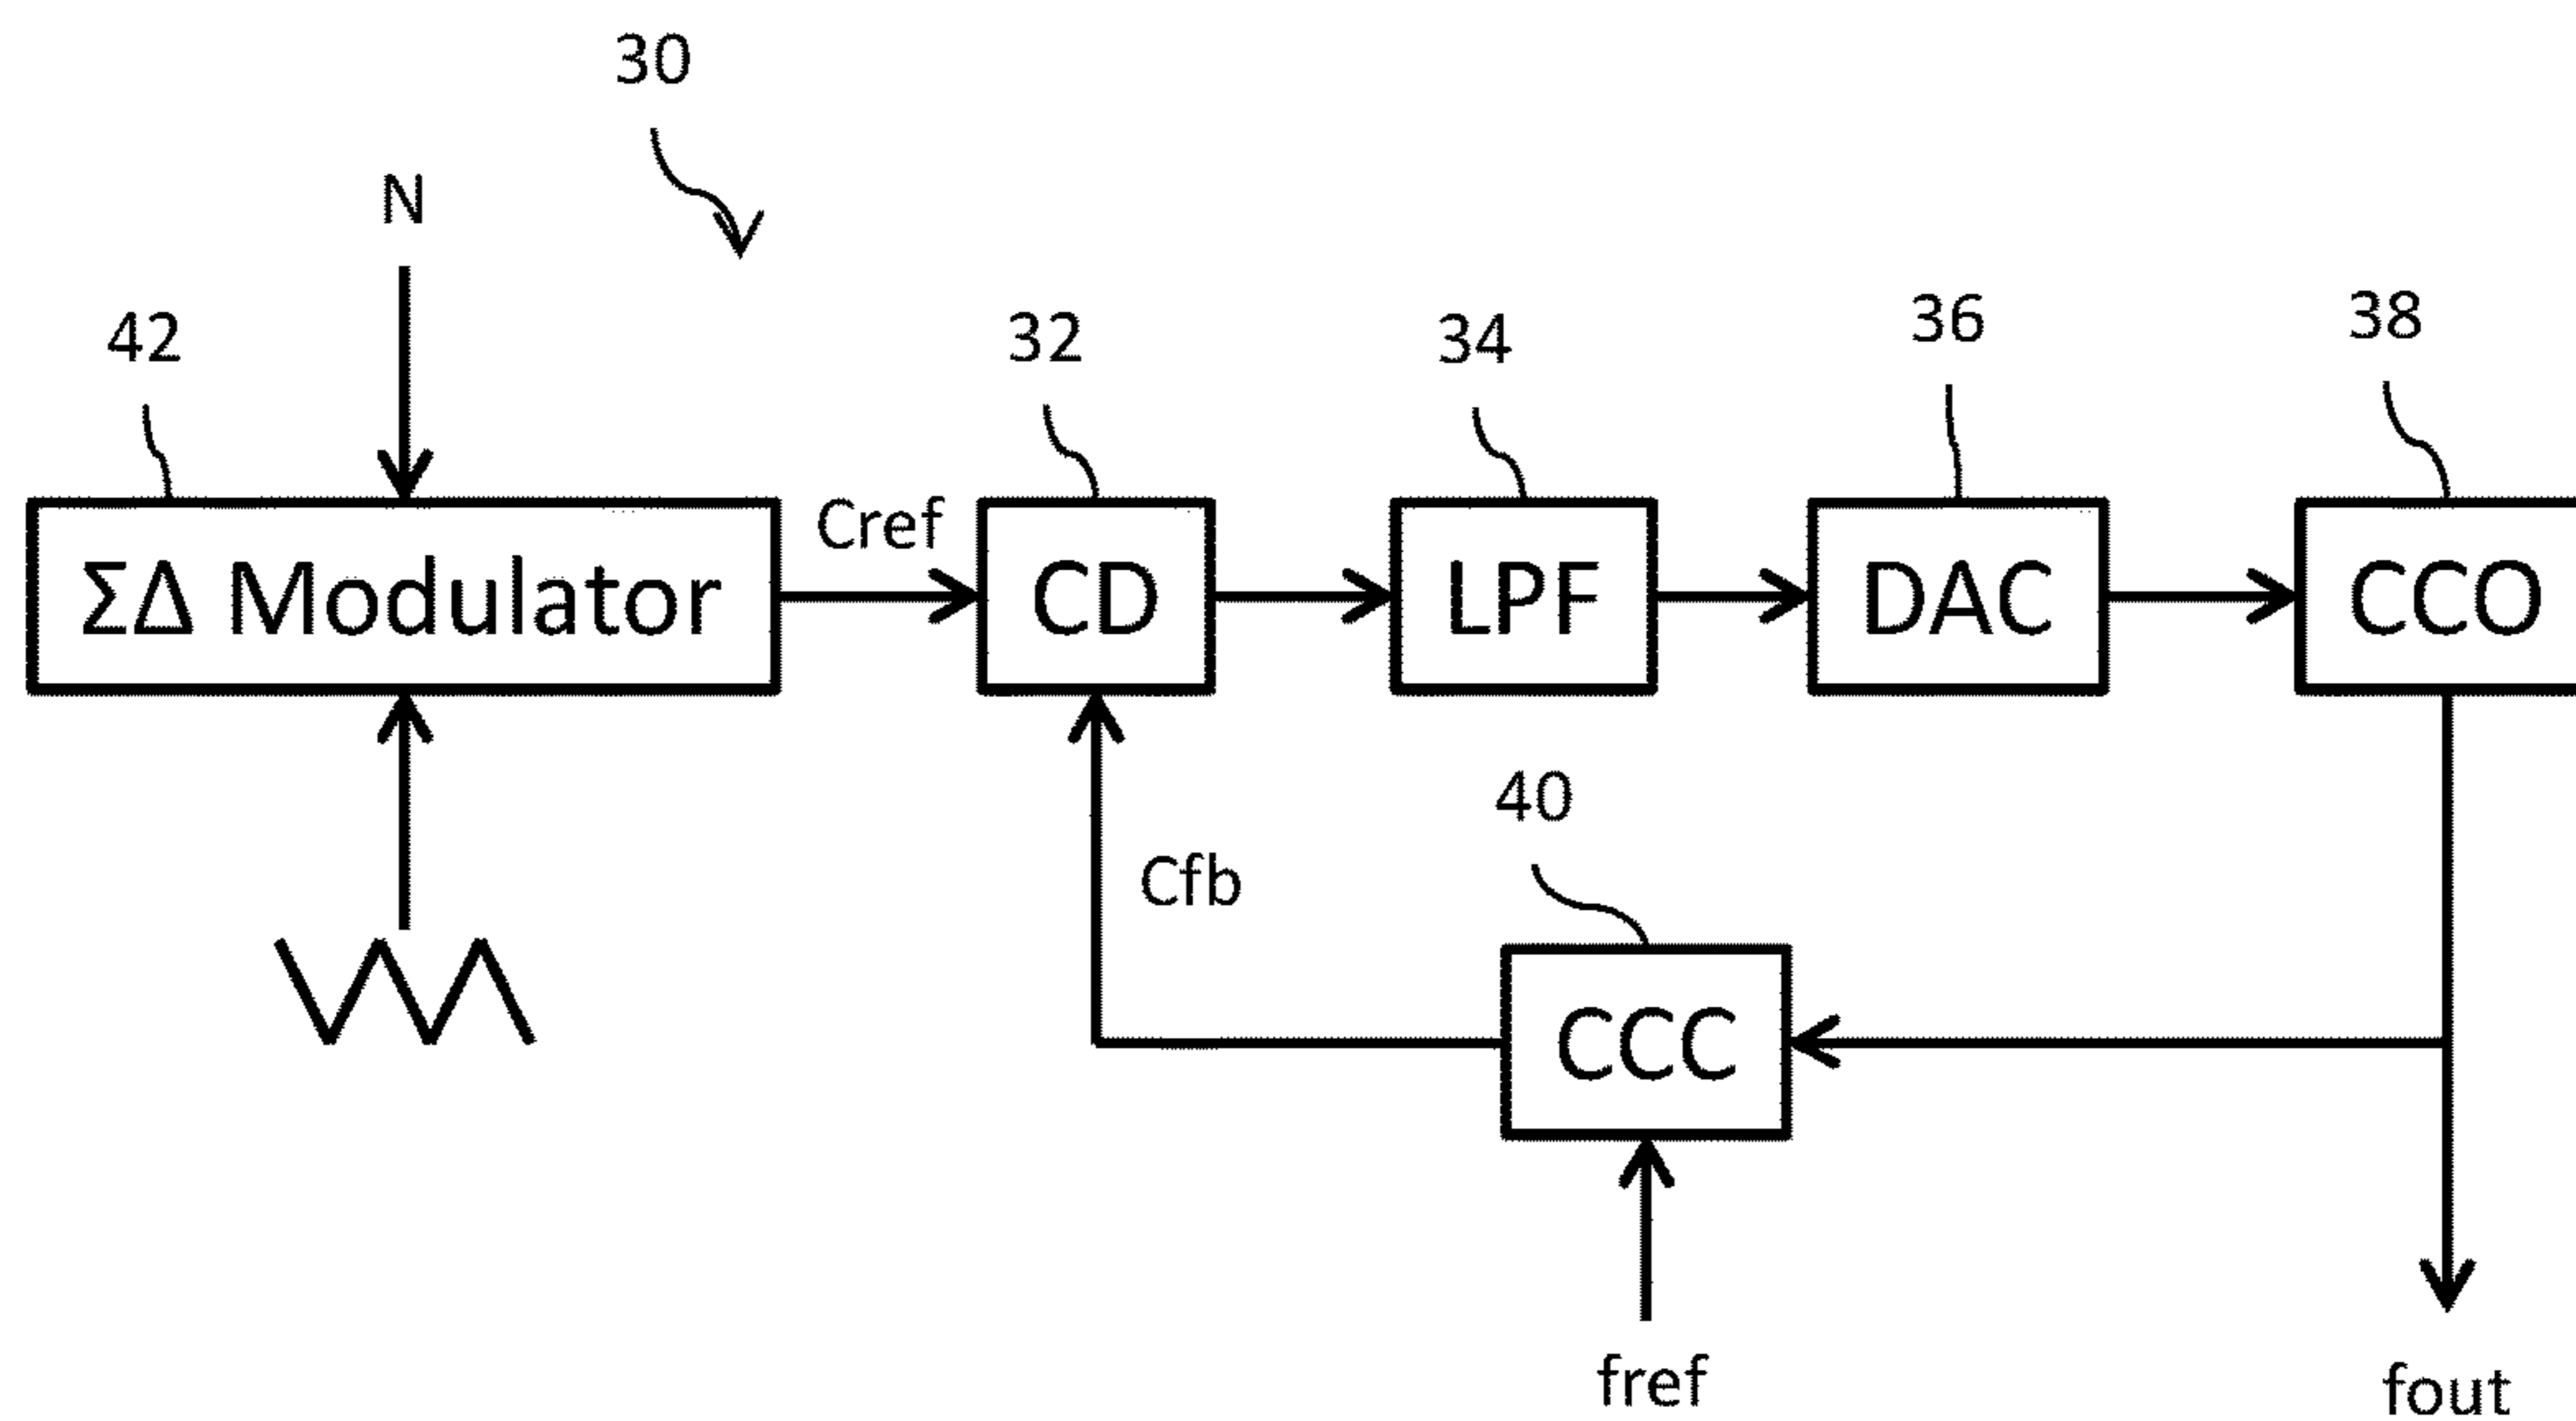 30
N
42
32
34
36
38
Cref
ΣΔ Modulator
CD
LPF
DAC
CCO
40
Cfb
CCC
fref
fout